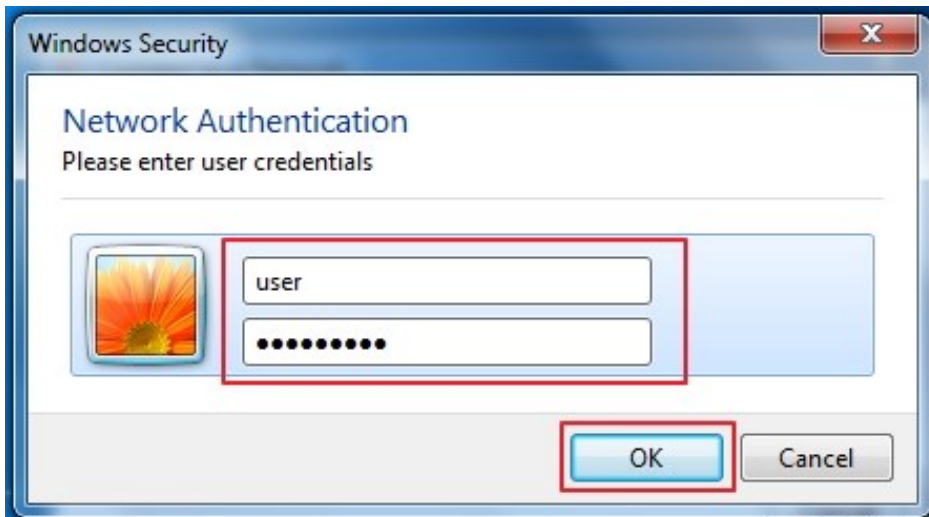 Windows Security
Network Authentication
Please enter user credentials
user
●●●●●●●●●
OK
Cancel